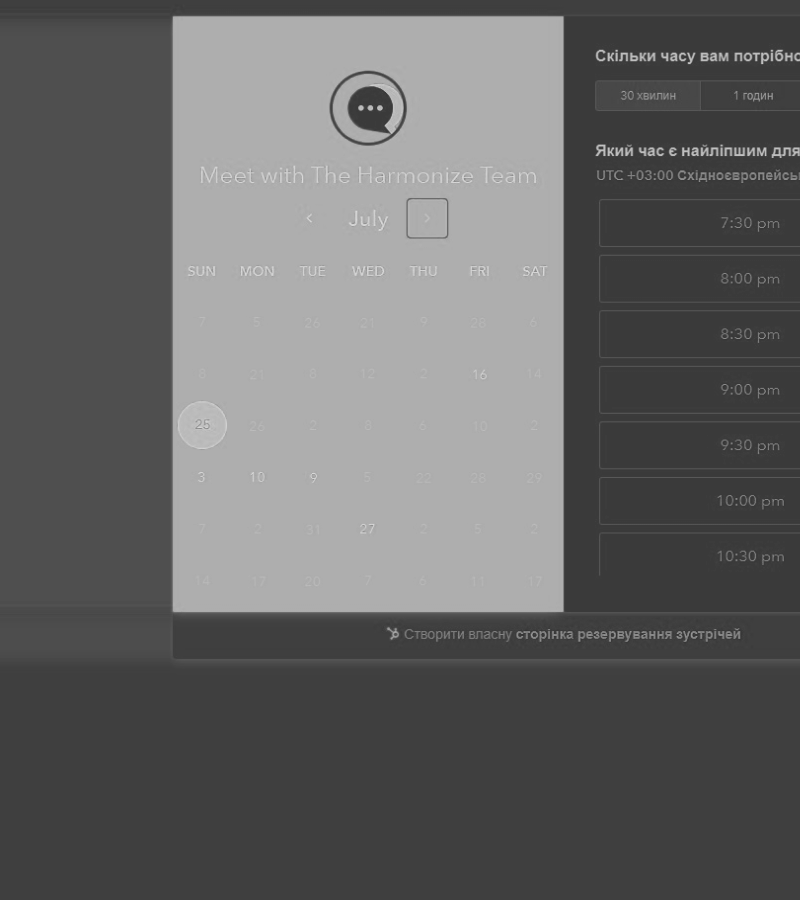 Meet with The Harmonize Team
July
SUN MON TUE WED THU FRI SAT
7 5 26 21 9 28 6
8 21 8 12 2 16 14
25 26 2 8 6 10 2
3 10 9 5 22 28 29
7 2 31 27 2 5 2
14 17 20 7 6 11 17
Скільки часу вам потрібно
30 хвилин 1 годин
Який час є найліпшим для
UTC +03:00 Східноєвропейсь
7:30 pm
8:00 pm
8:30 pm
9:00 pm
9:30 pm
10:00 pm
10:30 pm
Створити власну сторінка резервування зустрічей